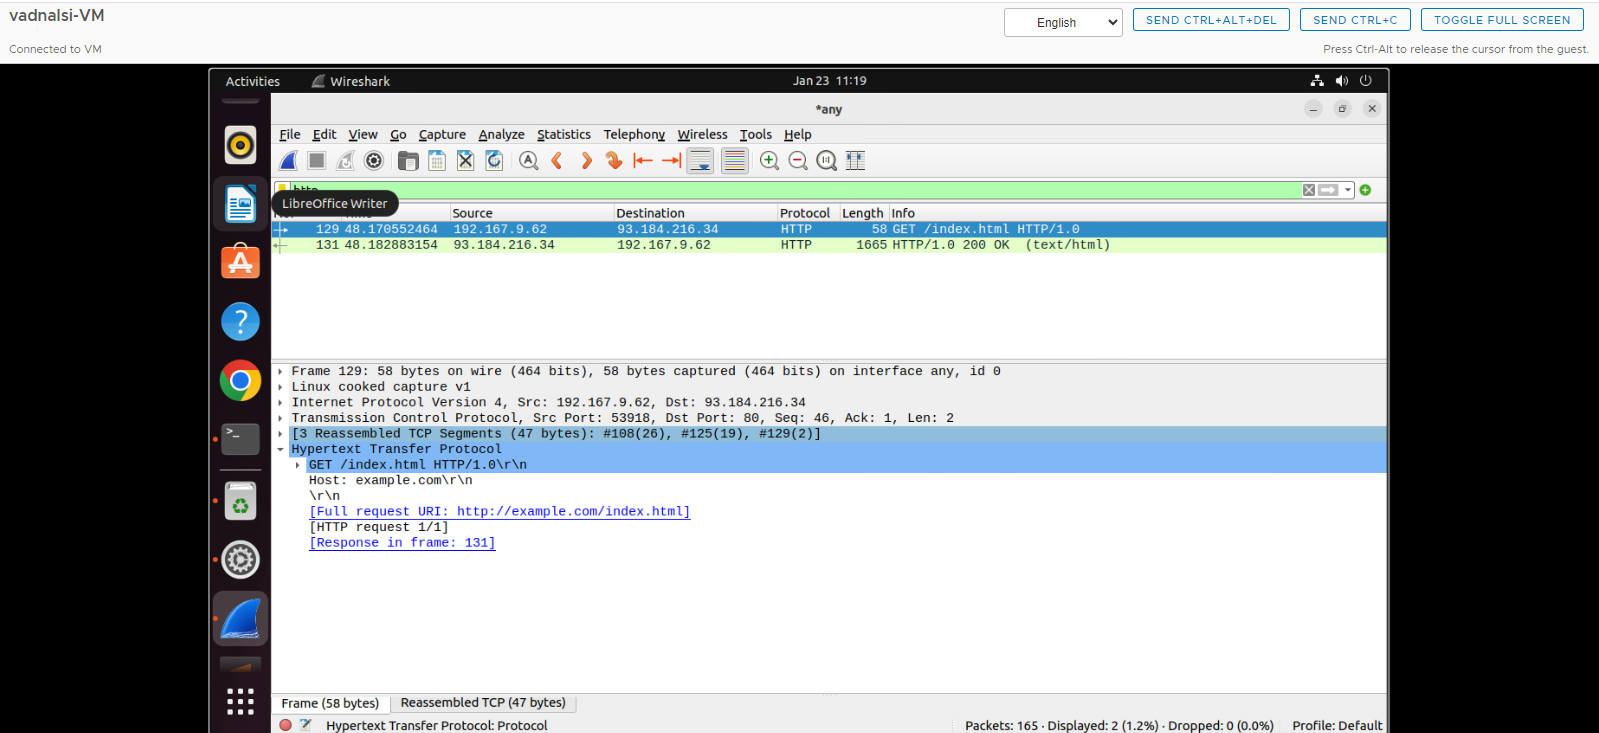 vadnalsi-VM
English
SEND CTRL+ALT+DEL
SEND CTRL+C
TOGGLE FULL SCREEN
Connected to VM
Press Ctrl-Alt to release the cursor from the guest.
Activities
Wireshark
Jan 23 11:19
*any
File Edit View Go Capture Analyze Statistics Telephony Wireless Tools Help
LibreOffice Writer
Source Destination Protocol Length Info
129 48.170552464 192.167.9.62 93.184.216.34 HTTP 58 GET /index.html HTTP/1.0
131 48.182883154 93.184.216.34 192.167.9.62 HTTP 1665 HTTP/1.0 200 OK (text/html)
Frame 129: 58 bytes on wire (464 bits), 58 bytes captured (464 bits) on interface any, id 0
Linux cooked capture v1
Internet Protocol Version 4, Src: 192.167.9.62, Dst: 93.184.216.34
Transmission Control Protocol, Src Port: 53918, Dst Port: 80, Seq: 46, Ack: 1, Len: 2
[3 Reassembled TCP Segments (47 bytes): #108(26), #125(19), #129(2)]
Hypertext Transfer Protocol
GET /index.html HTTP/1.0\r\n
Host: example.com\r\n
\r\n
[Full request URI: http://example.com/index.html]
[HTTP request 1/1]
[Response in frame: 131]
Frame (58 bytes)
Reassembled TCP (47 bytes)
Hypertext Transfer Protocol: Protocol
Packets: 165 · Displayed: 2 (1.2%) · Dropped: 0 (0.0%)
Profile: Default